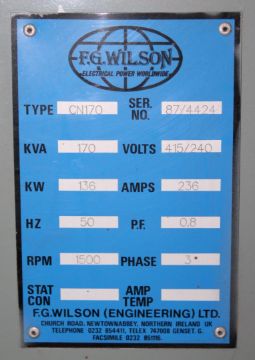 F.G. WILSON
ELECTRICAL POWER WORLDWIDE
TYPE CN170 SER. NO. 87/4424
KVA 170 VOLTS 415/240
KW 136 AMPS 236
HZ 50 P.F. 0.8
RPM 1500 PHASE 3
STAT CON AMP TEMP
F.G. WILSON (ENGINEERING) LTD.
CHURCH ROAD, NEWTOWNABBEY, NORTHERN IRELAND UK
TELEPHONE 0232 854411, TELEX 747008 GENSET. G.
FACSIMILE 0232 851116.